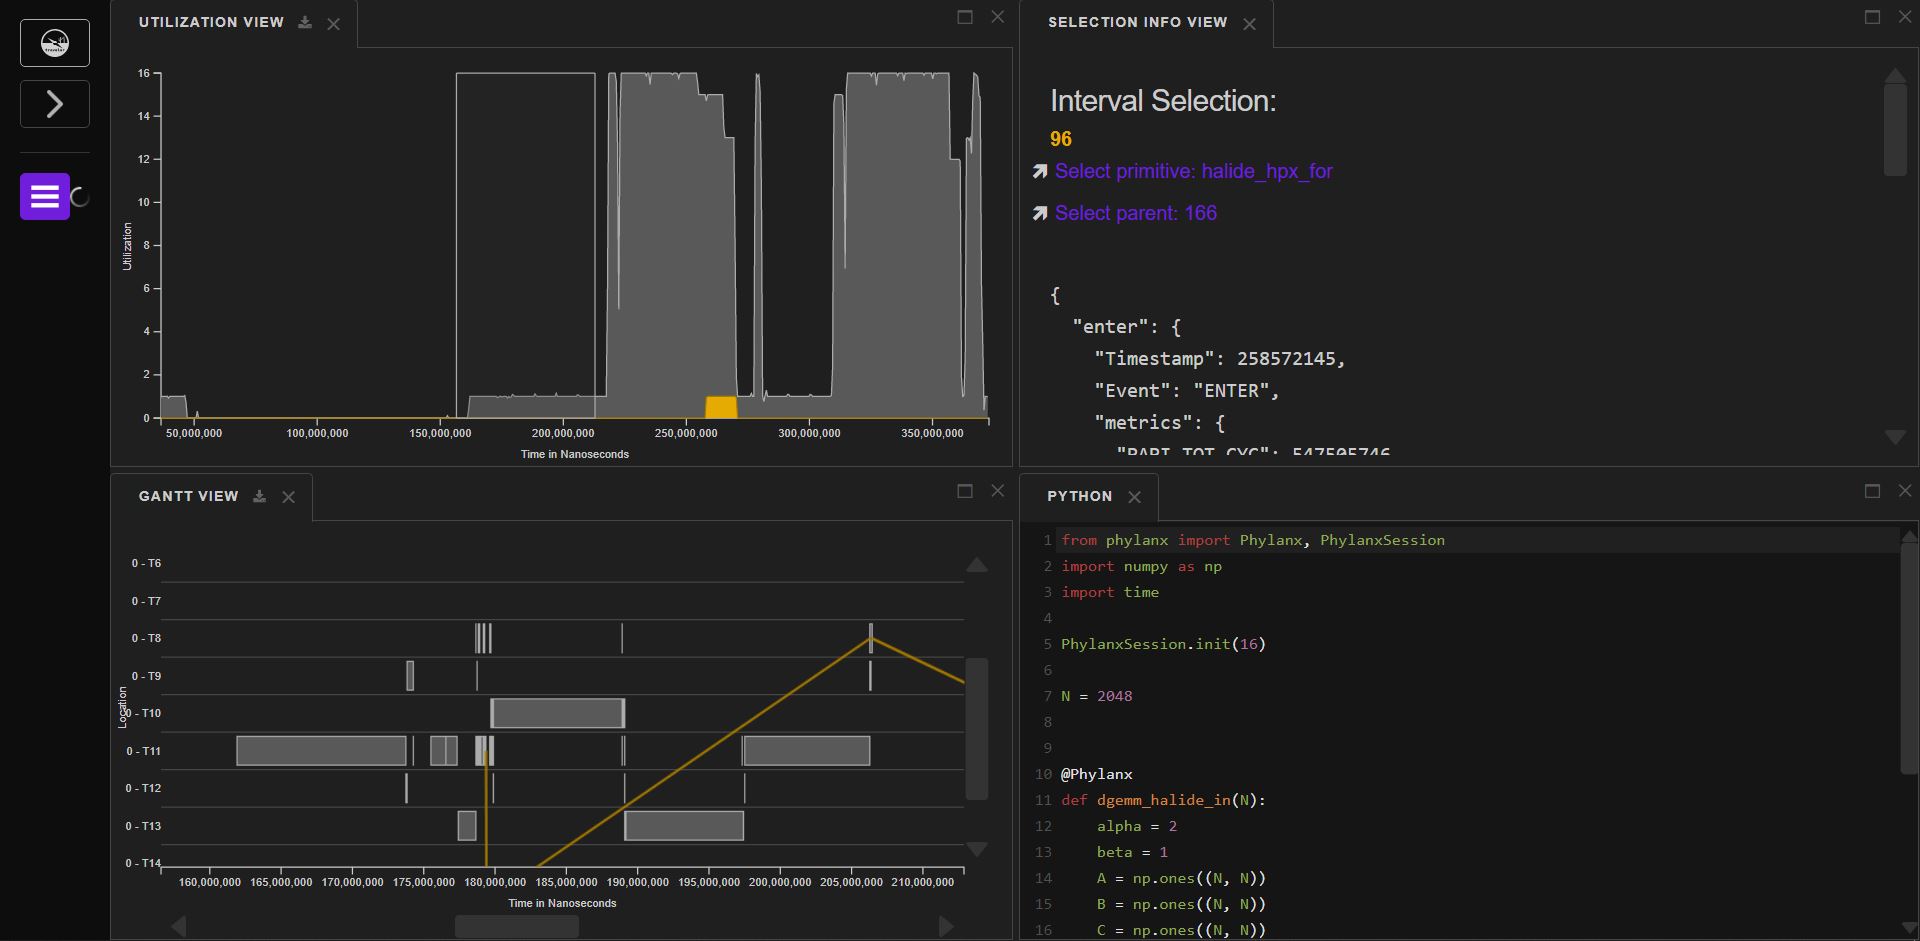 UTILIZATION VIEW
16
14
12
10
8
6
4
2
0
Utilization
50,000,000 100,000,000 150,000,000 200,000,000 250,000,000 300,000,000 350,000,000
Time in Nanoseconds
SELECTION INFO VIEW
Interval Selection:
96
Select primitive: halide_hpx_for
Select parent: 166
{
"enter": {
"Timestamp": 258572145,
"Event": "ENTER",
"metrics": {
"PAPI_TOT_CYC": 547505746
GANTT VIEW
0 - T6
0 - T7
0 - T8
0 - T9
0 - T10
0 - T11
0 - T12
0 - T13
0 - T14
Location
160,000,000 165,000,000 170,000,000 175,000,000 180,000,000 185,000,000 190,000,000 195,000,000 200,000,000 205,000,000 210,000,000
Time in Nanoseconds
PYTHON
1 from phylanx import Phylanx, PhylanxSession
2 import numpy as np
3 import time
4
5 PhylanxSession.init(16)
6
7 N = 2048
8
9
10 @Phylanx
11 def dgemm_halide_in(N):
12 alpha = 2
13 beta = 1
14 A = np.ones((N, N))
15 B = np.ones((N, N))
16 C = np.ones((N, N))